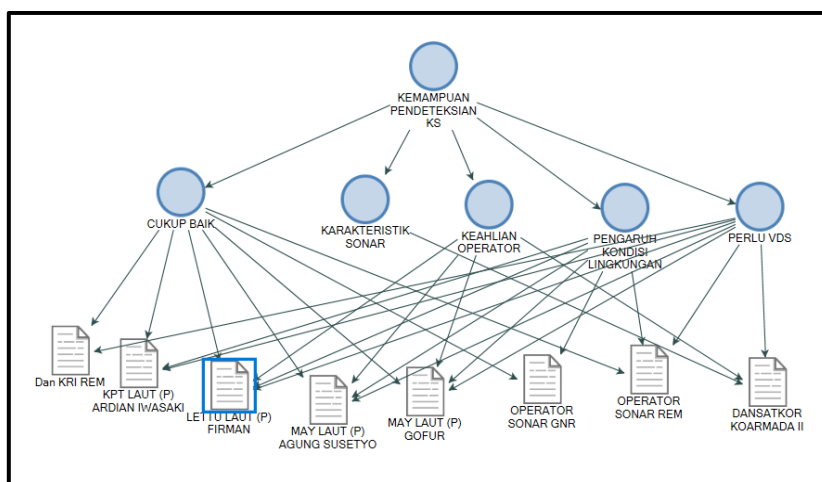 KEMAMPUAN
PENDETEKSIAN
KS
CUKUP BAIK
KARAKTERISTIK
SONAR
KEAHLIAN
OPERATOR
PENGARUH
KONDISI
LINGKUNGAN
PERLU VDS
Dan KRI REM
KPT LAUT (P)
ARDIAN IWASAKI
LETTU LAUT (P)
FIRMAN
MAY LAUT (P)
AGUNG SUSETYO
MAY LAUT (P)
GOFUR
OPERATOR
SONAR GNR
OPERATOR
SONAR REM
DANSATKOR
KOARMADA II